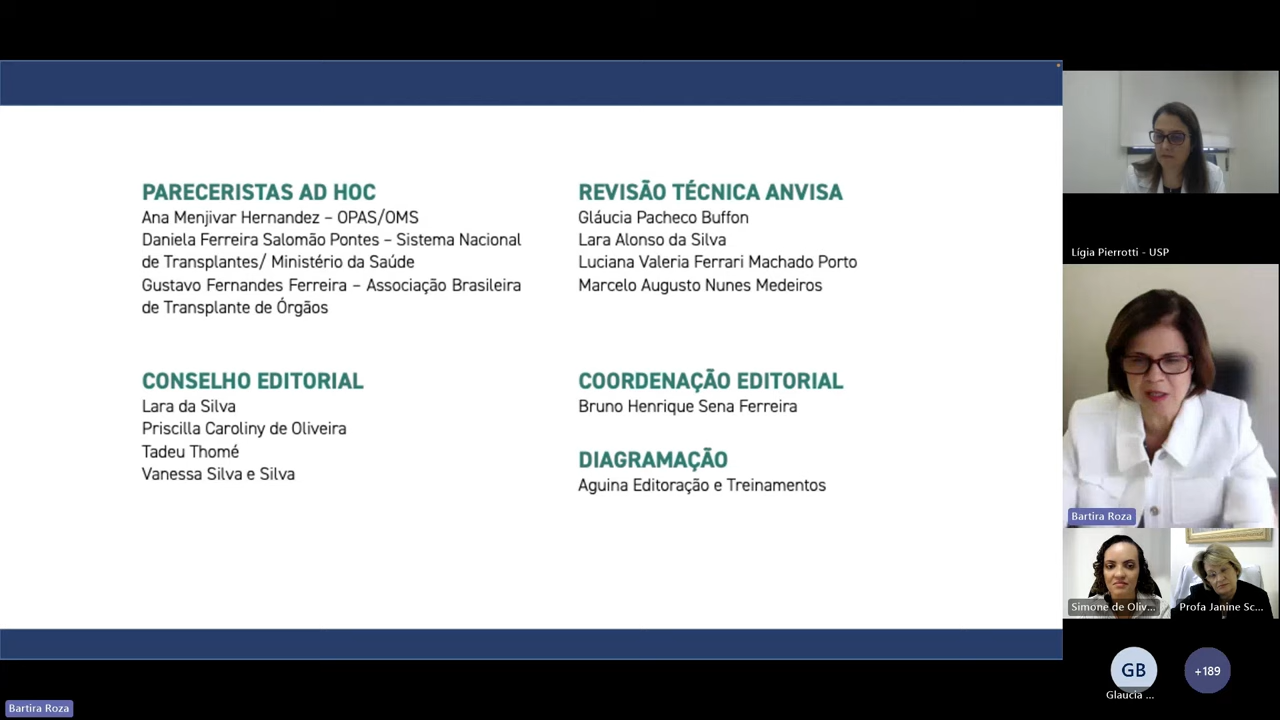 PARECERISTAS AD HOC
Ana Menjivar Hernandez – OPAS/OMS
Daniela Ferreira Salomão Pontes – Sistema Nacional
de Transplantes/ Ministério da Saúde
Gustavo Fernandes Ferreira – Associação Brasileira
de Transplante de Órgãos
REVISÃO TÉCNICA ANVISA
Gláucia Pacheco Buffon
Lara Alonso da Silva
Luciana Valeria Ferrari Machado Porto
Marcelo Augusto Nunes Medeiros
CONSELHO EDITORIAL
Lara da Silva
Priscilla Caroliny de Oliveira
Tadeu Thomé
Vanessa Silva e Silva
COORDENAÇÃO EDITORIAL
Bruno Henrique Sena Ferreira
DIAGRAMAÇÃO
Aguina Editoração e Treinamentos
Lígia Pierrotti - USP
Bartira Roza
Simone de Oliv...
Profa Janine Sc...
GB
Glaucia ...
+189
Bartira Roza